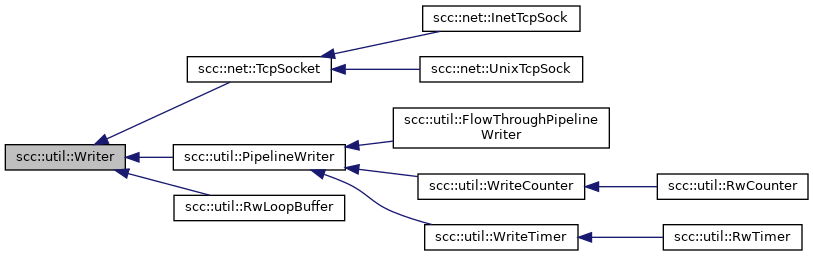 scc::net::InetTcpSock
scc::net::TcpSocket
scc::net::UnixTcpSock
scc::util::FlowThroughPipeline
Writer
scc::util::Writer
scc::util::PipelineWriter
scc::util::WriteCounter
scc::util::RwCounter
scc::util::RwLoopBuffer
scc::util::WriteTimer
scc::util::RwTimer